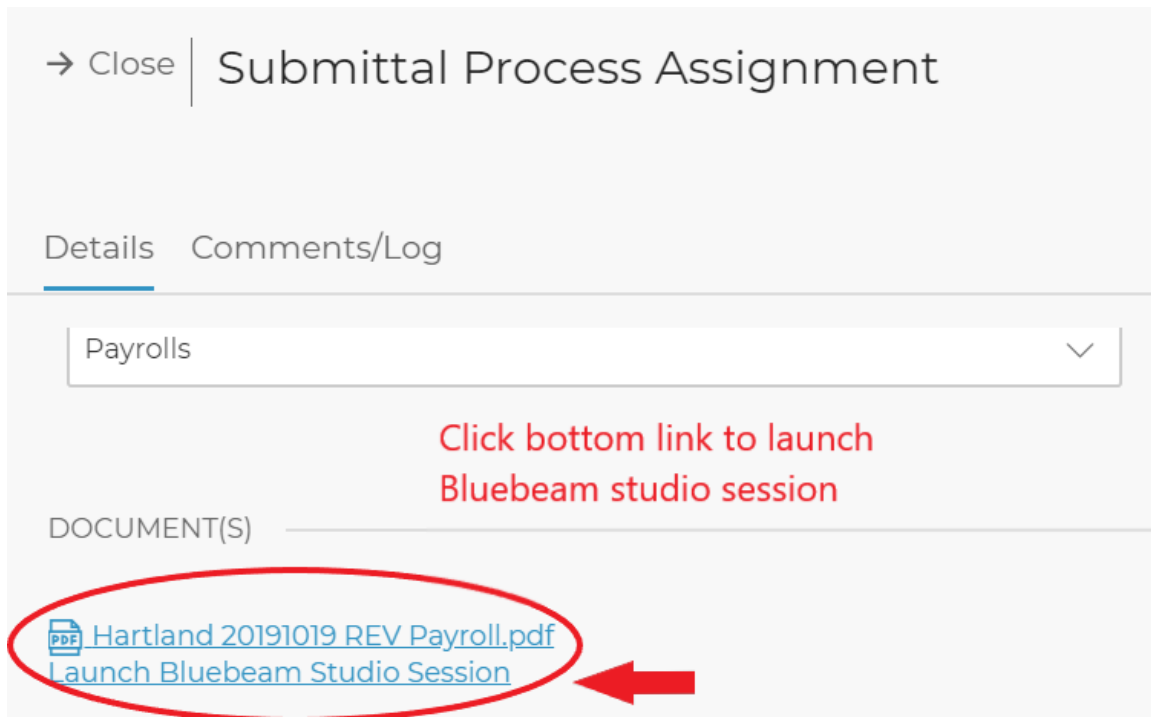 → Close Submittal Process Assignment
Details Comments/Log
Payrolls
Click bottom link to launch
Bluebeam studio session
DOCUMENT(S)
PDF Hartland 20191019 REV Payroll.pdf
Launch Bluebeam Studio Session